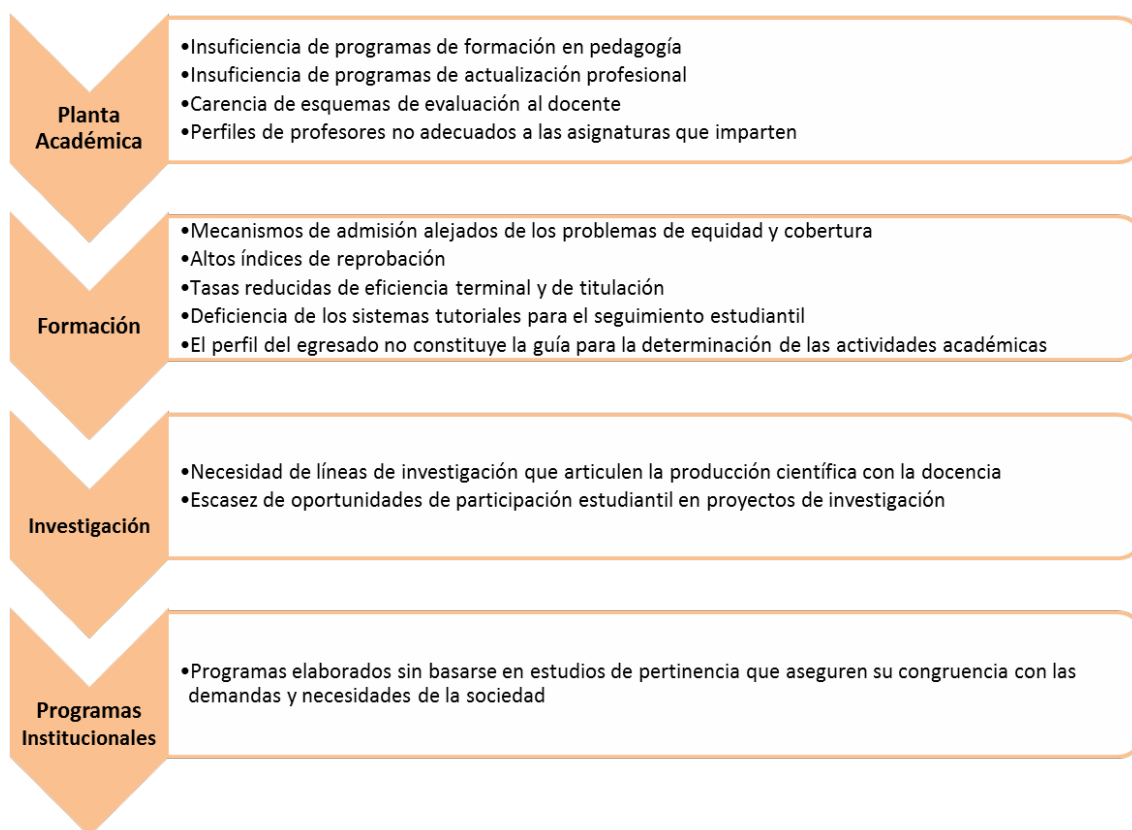 Planta
Académica
•Insuficiencia de programas de formación en pedagogía
•Insuficiencia de programas de actualización profesional
•Carencia de esquemas de evaluación al docente
•Perfiles de profesores no adecuados a las asignaturas que imparten
Formación
•Mecanismos de admisión alejados de los problemas de equidad y cobertura
•Altos índices de reprobación
•Tasas reducidas de eficiencia terminal y de titulación
•Deficiencia de los sistemas tutoriales para el seguimiento estudiantil
•El perfil del egresado no constituye la guía para la determinación de las actividades académicas
Investigación
•Necesidad de líneas de investigación que articulen la producción científica con la docencia
•Escasez de oportunidades de participación estudiantil en proyectos de investigación
Programas
Institucionales
•Programas elaborados sin basarse en estudios de pertinencia que aseguren su congruencia con las
demandas y necesidades de la sociedad